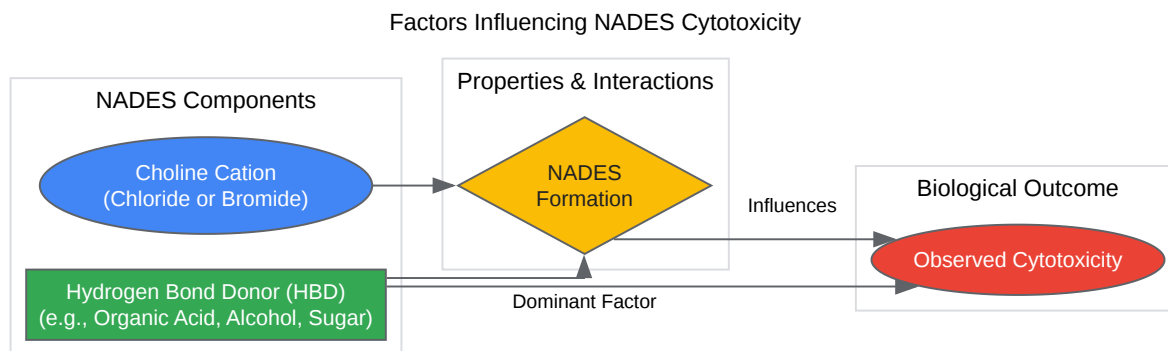 Factors Influencing NADES Cytotoxicity
NADES Components
Choline Cation
(Chloride or Bromide)
Hydrogen Bond Donor (HBD)
(e.g., Organic Acid, Alcohol, Sugar)
Properties & Interactions
NADES
Formation
Influences
Dominant Factor
Biological Outcome
Observed Cytotoxicity